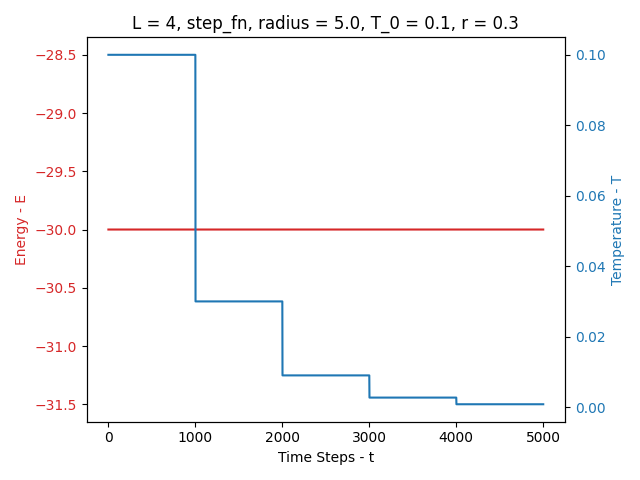 L = 4, step_fn, radius = 5.0, T_0 = 0.1, r = 0.3
−28.5
−29.0
−29.5
−30.0
−30.5
−31.0
−31.5
Energy - E
0.10
0.08
0.06
0.04
0.02
0.00
Temperature - T
0 1000 2000 3000 4000 5000
Time Steps - t